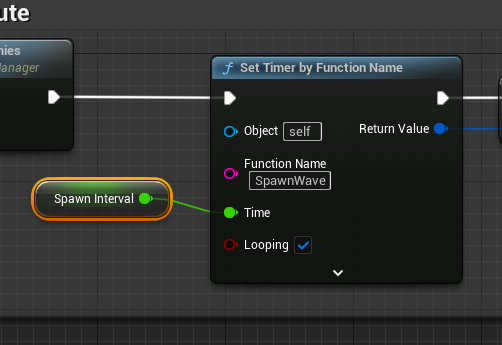 ute
nies
Manager
f Set Timer by Function Name
Object self
Return Value
Function Name
SpawnWave
Spawn Interval
Time
Looping